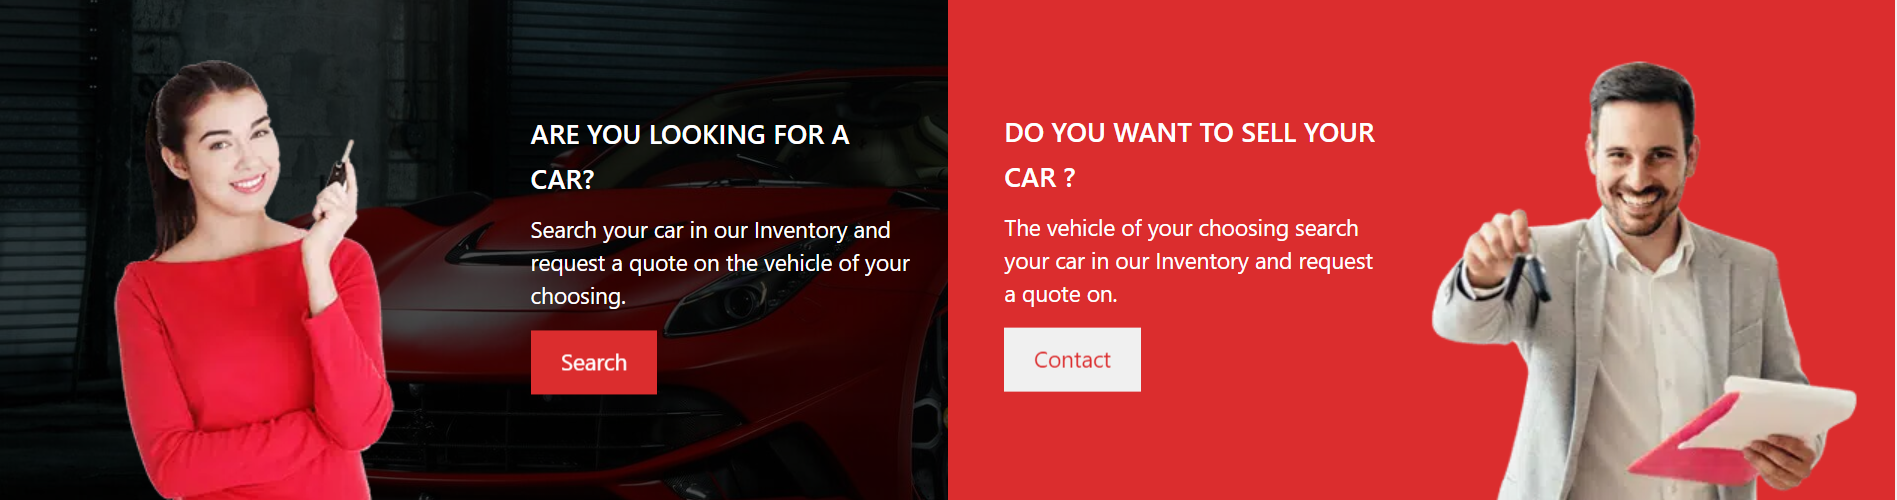 ARE YOU LOOKING FOR A
CAR?
Search your car in our Inventory and
request a quote on the vehicle of your
choosing.
Search
DO YOU WANT TO SELL YOUR
CAR ?
The vehicle of your choosing search
your car in our Inventory and request
a quote on.
Contact